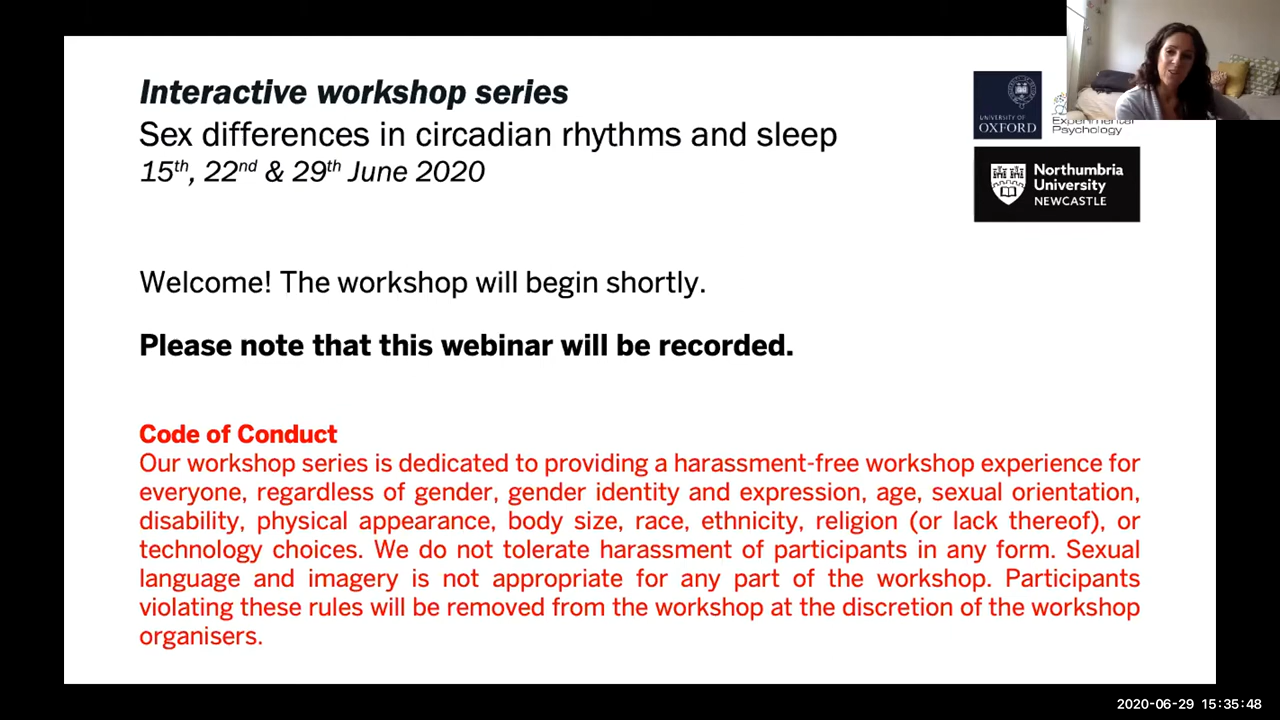 Interactive workshop series
Sex differences in circadian rhythms and sleep
15th, 22nd & 29th June 2020
UNIVERSITY OF
OXFORD
Experimental
Psychology
Northumbria
University
NEWCASTLE
Welcome! The workshop will begin shortly.
Please note that this webinar will be recorded.
Code of Conduct
Our workshop series is dedicated to providing a harassment-free workshop experience for
everyone, regardless of gender, gender identity and expression, age, sexual orientation,
disability, physical appearance, body size, race, ethnicity, religion (or lack thereof), or
technology choices. We do not tolerate harassment of participants in any form. Sexual
language and imagery is not appropriate for any part of the workshop. Participants
violating these rules will be removed from the workshop at the discretion of the workshop
organisers.
2020-06-29 15:35:48